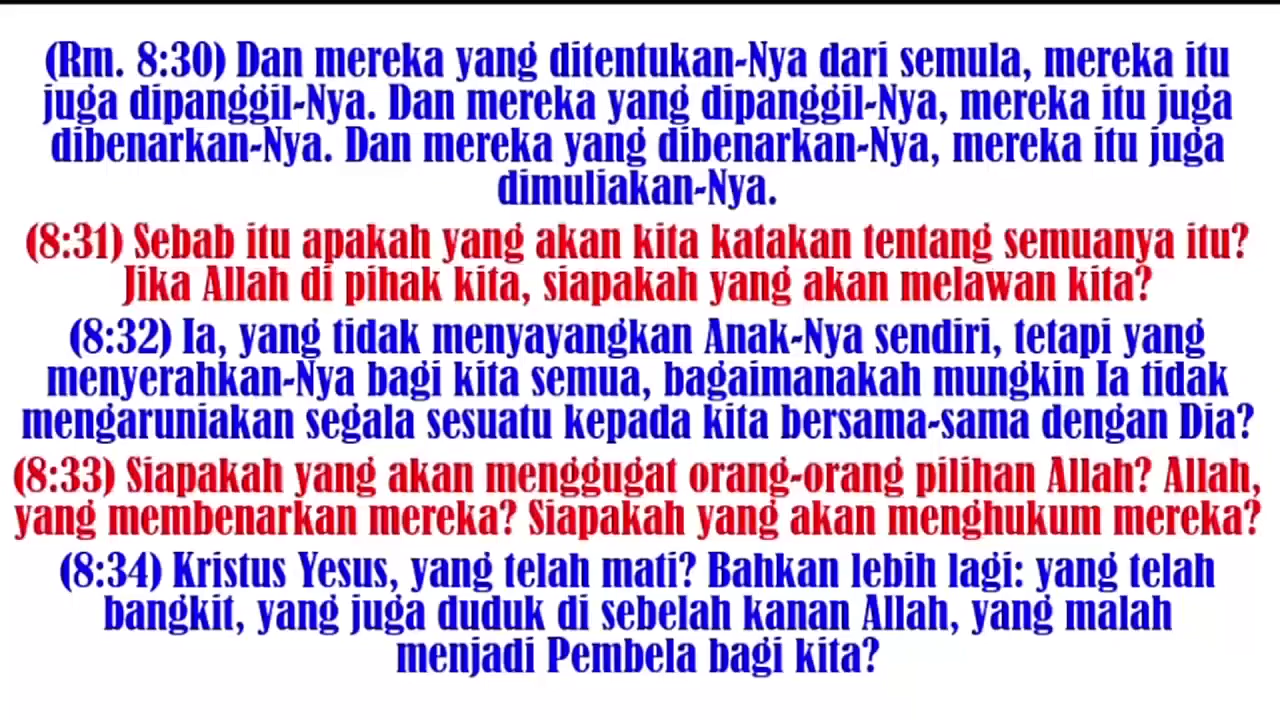 (Rm. 8:30) Dan mereka yang ditentukan-Nya dari semula, mereka itu
juga dipanggil-Nya. Dan mereka yang dipanggil-Nya, mereka itu juga
dibenarkan-Nya. Dan mereka yang dibenarkan-Nya, mereka itu juga
dimuliakan-Nya.
(8:31) Sebab itu apakah yang akan kita katakan tentang semuanya itu?
Jika Allah di pihak kita, siapakah yang akan melawan kita?
(8:32) Ia, yang tidak menyayangkan Anak-Nya sendiri, tetapi yang
menyerahkan-Nya bagi kita semua, bagaimanakah mungkin Ia tidak
mengaruniakan segala sesuatu kepada kita bersama-sama dengan Dia?
(8:33) Siapakah yang akan menggugat orang-orang pilihan Allah? Allah,
yang membenarkan mereka? Siapakah yang akan menghukum mereka?
(8:34) Kristus Yesus, yang telah mati? Bahkan lebih lagi: yang telah
bangkit, yang juga duduk di sebelah kanan Allah, yang malah
menjadi Pembela bagi kita?